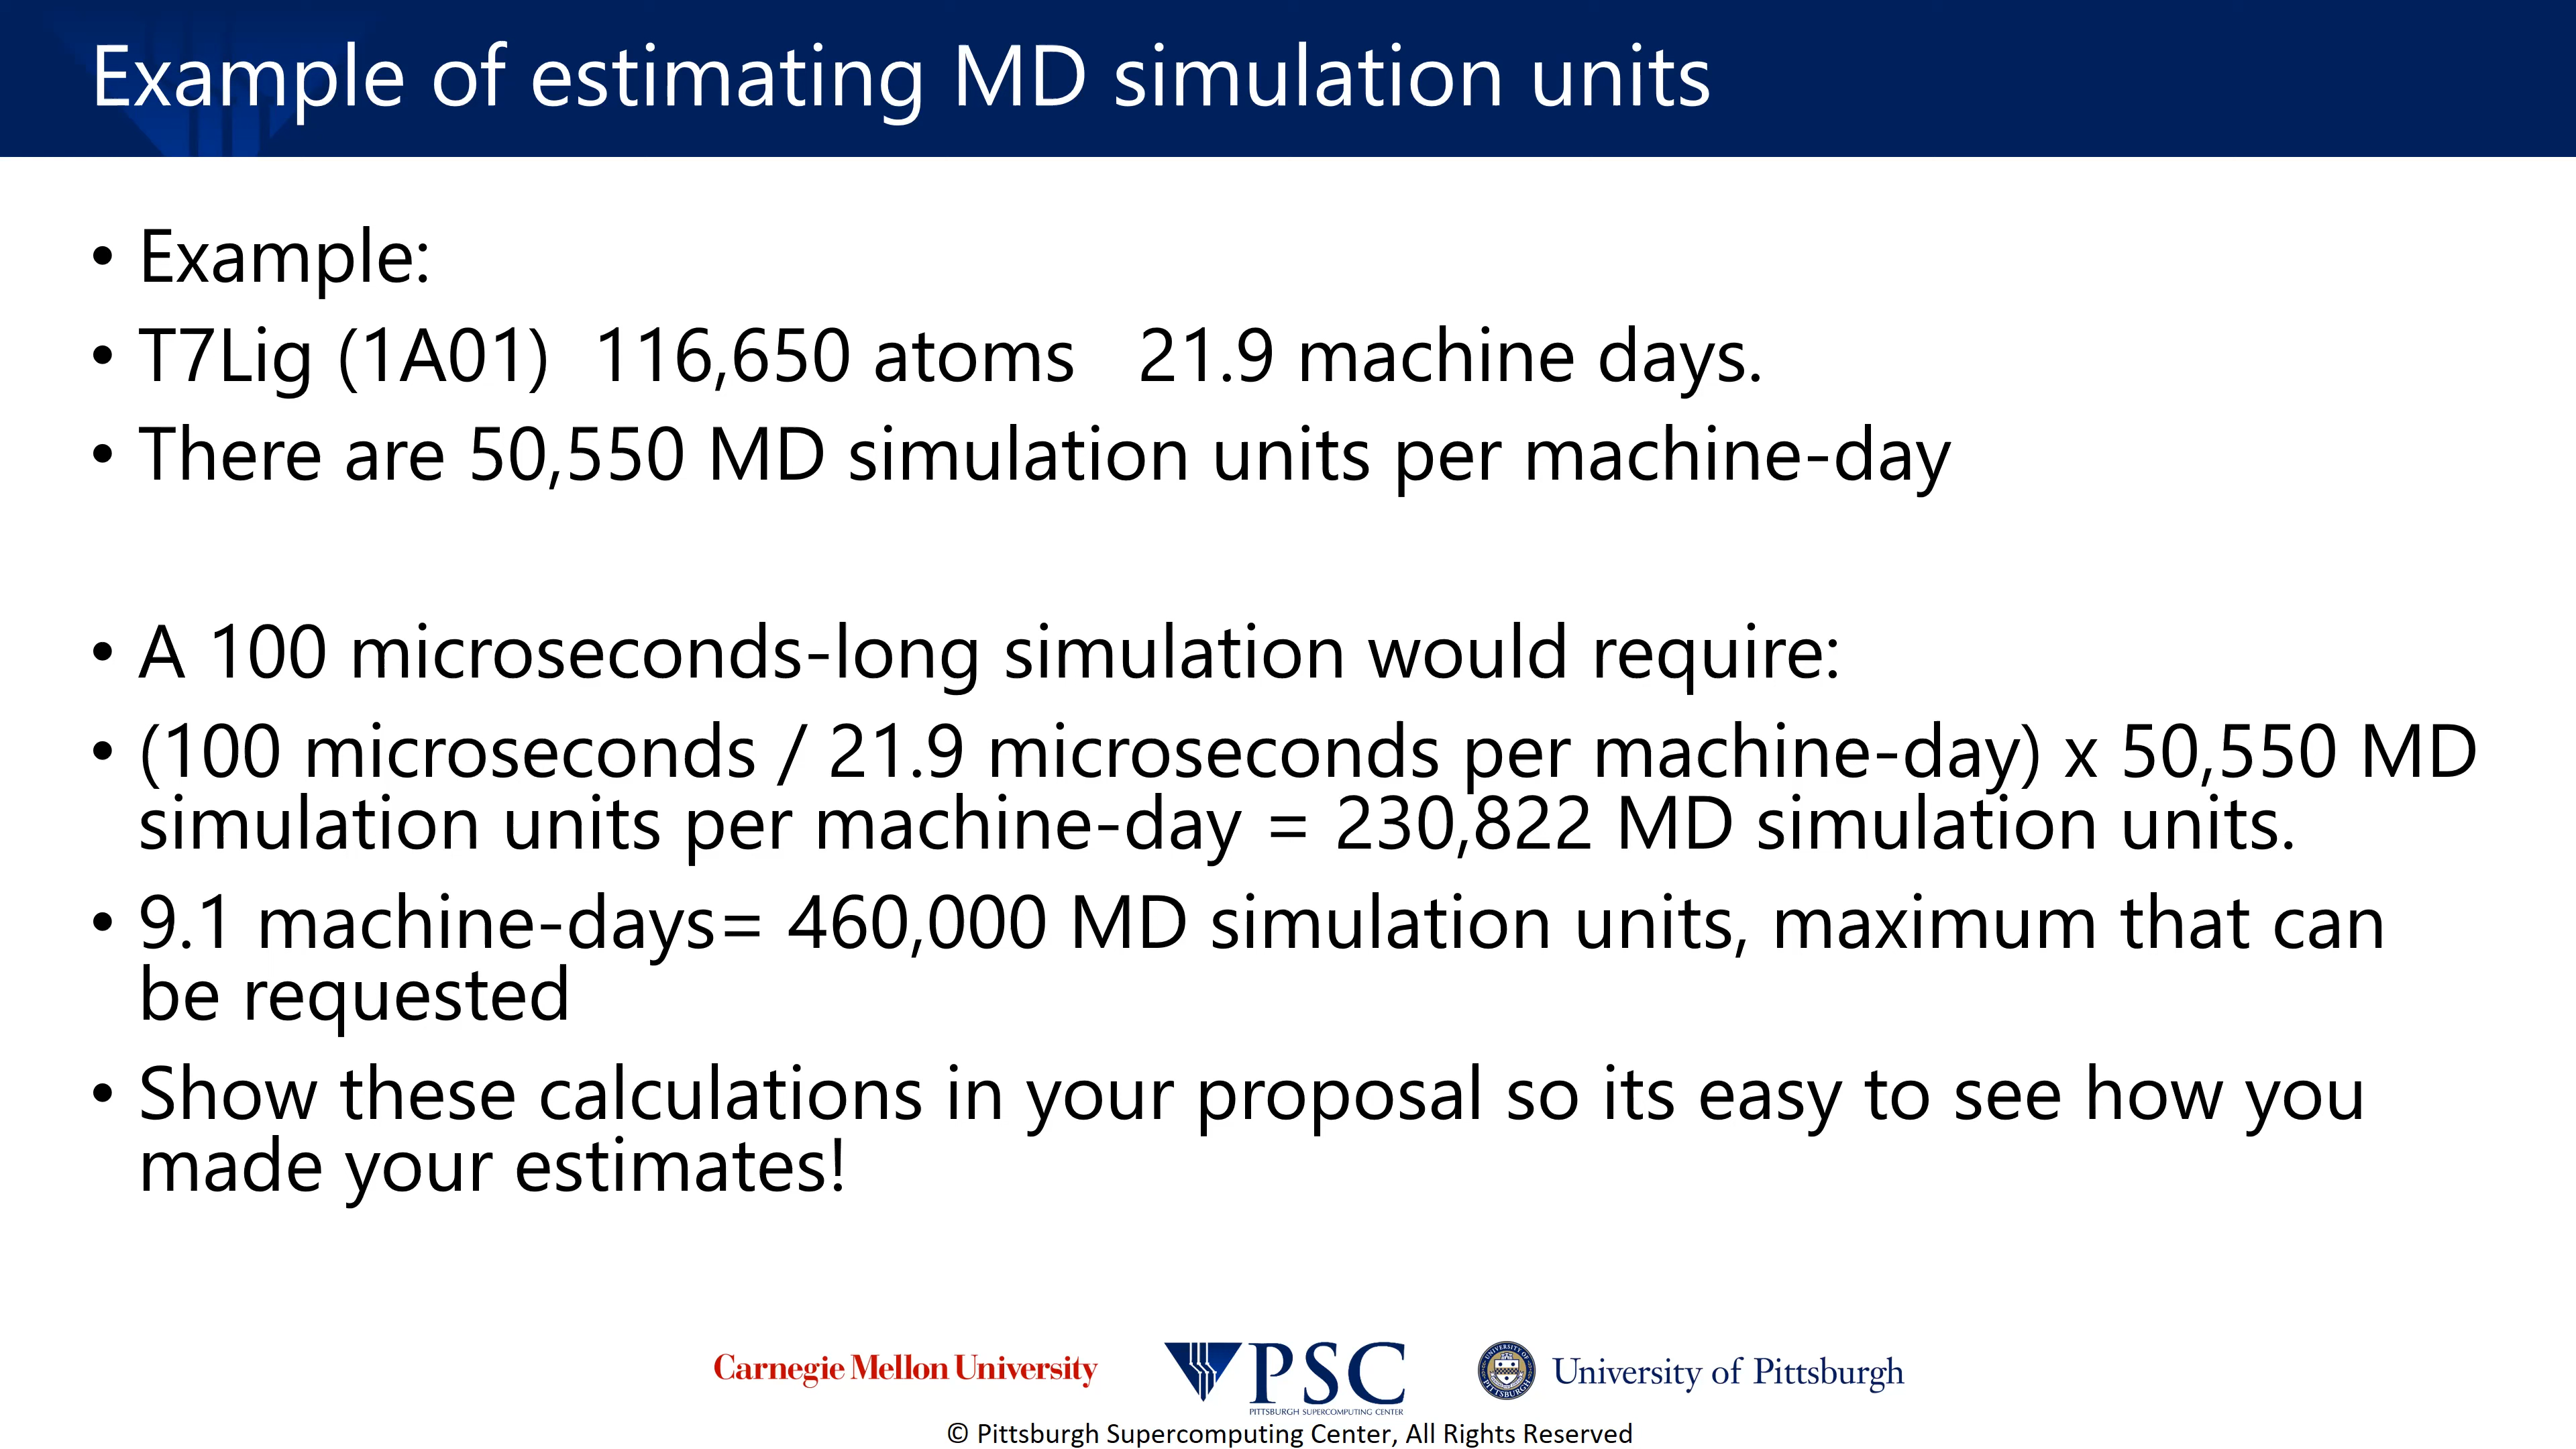 Example of estimating MD simulation units
• Example:
• T7Lig (1A01)  116,650 atoms   21.9 machine days.
• There are 50,550 MD simulation units per machine-day
• A 100 microseconds-long simulation would require:
• (100 microseconds / 21.9 microseconds per machine-day) x 50,550 MD
simulation units per machine-day = 230,822 MD simulation units.
• 9.1 machine-days= 460,000 MD simulation units, maximum that can
be requested
• Show these calculations in your proposal so its easy to see how you
made your estimates!
Carnegie Mellon University
PSC
PITTSBURGH SUPERCOMPUTING CENTER
UNIVERSITY OF PITTSBURGH
University of Pittsburgh
© Pittsburgh Supercomputing Center, All Rights Reserved